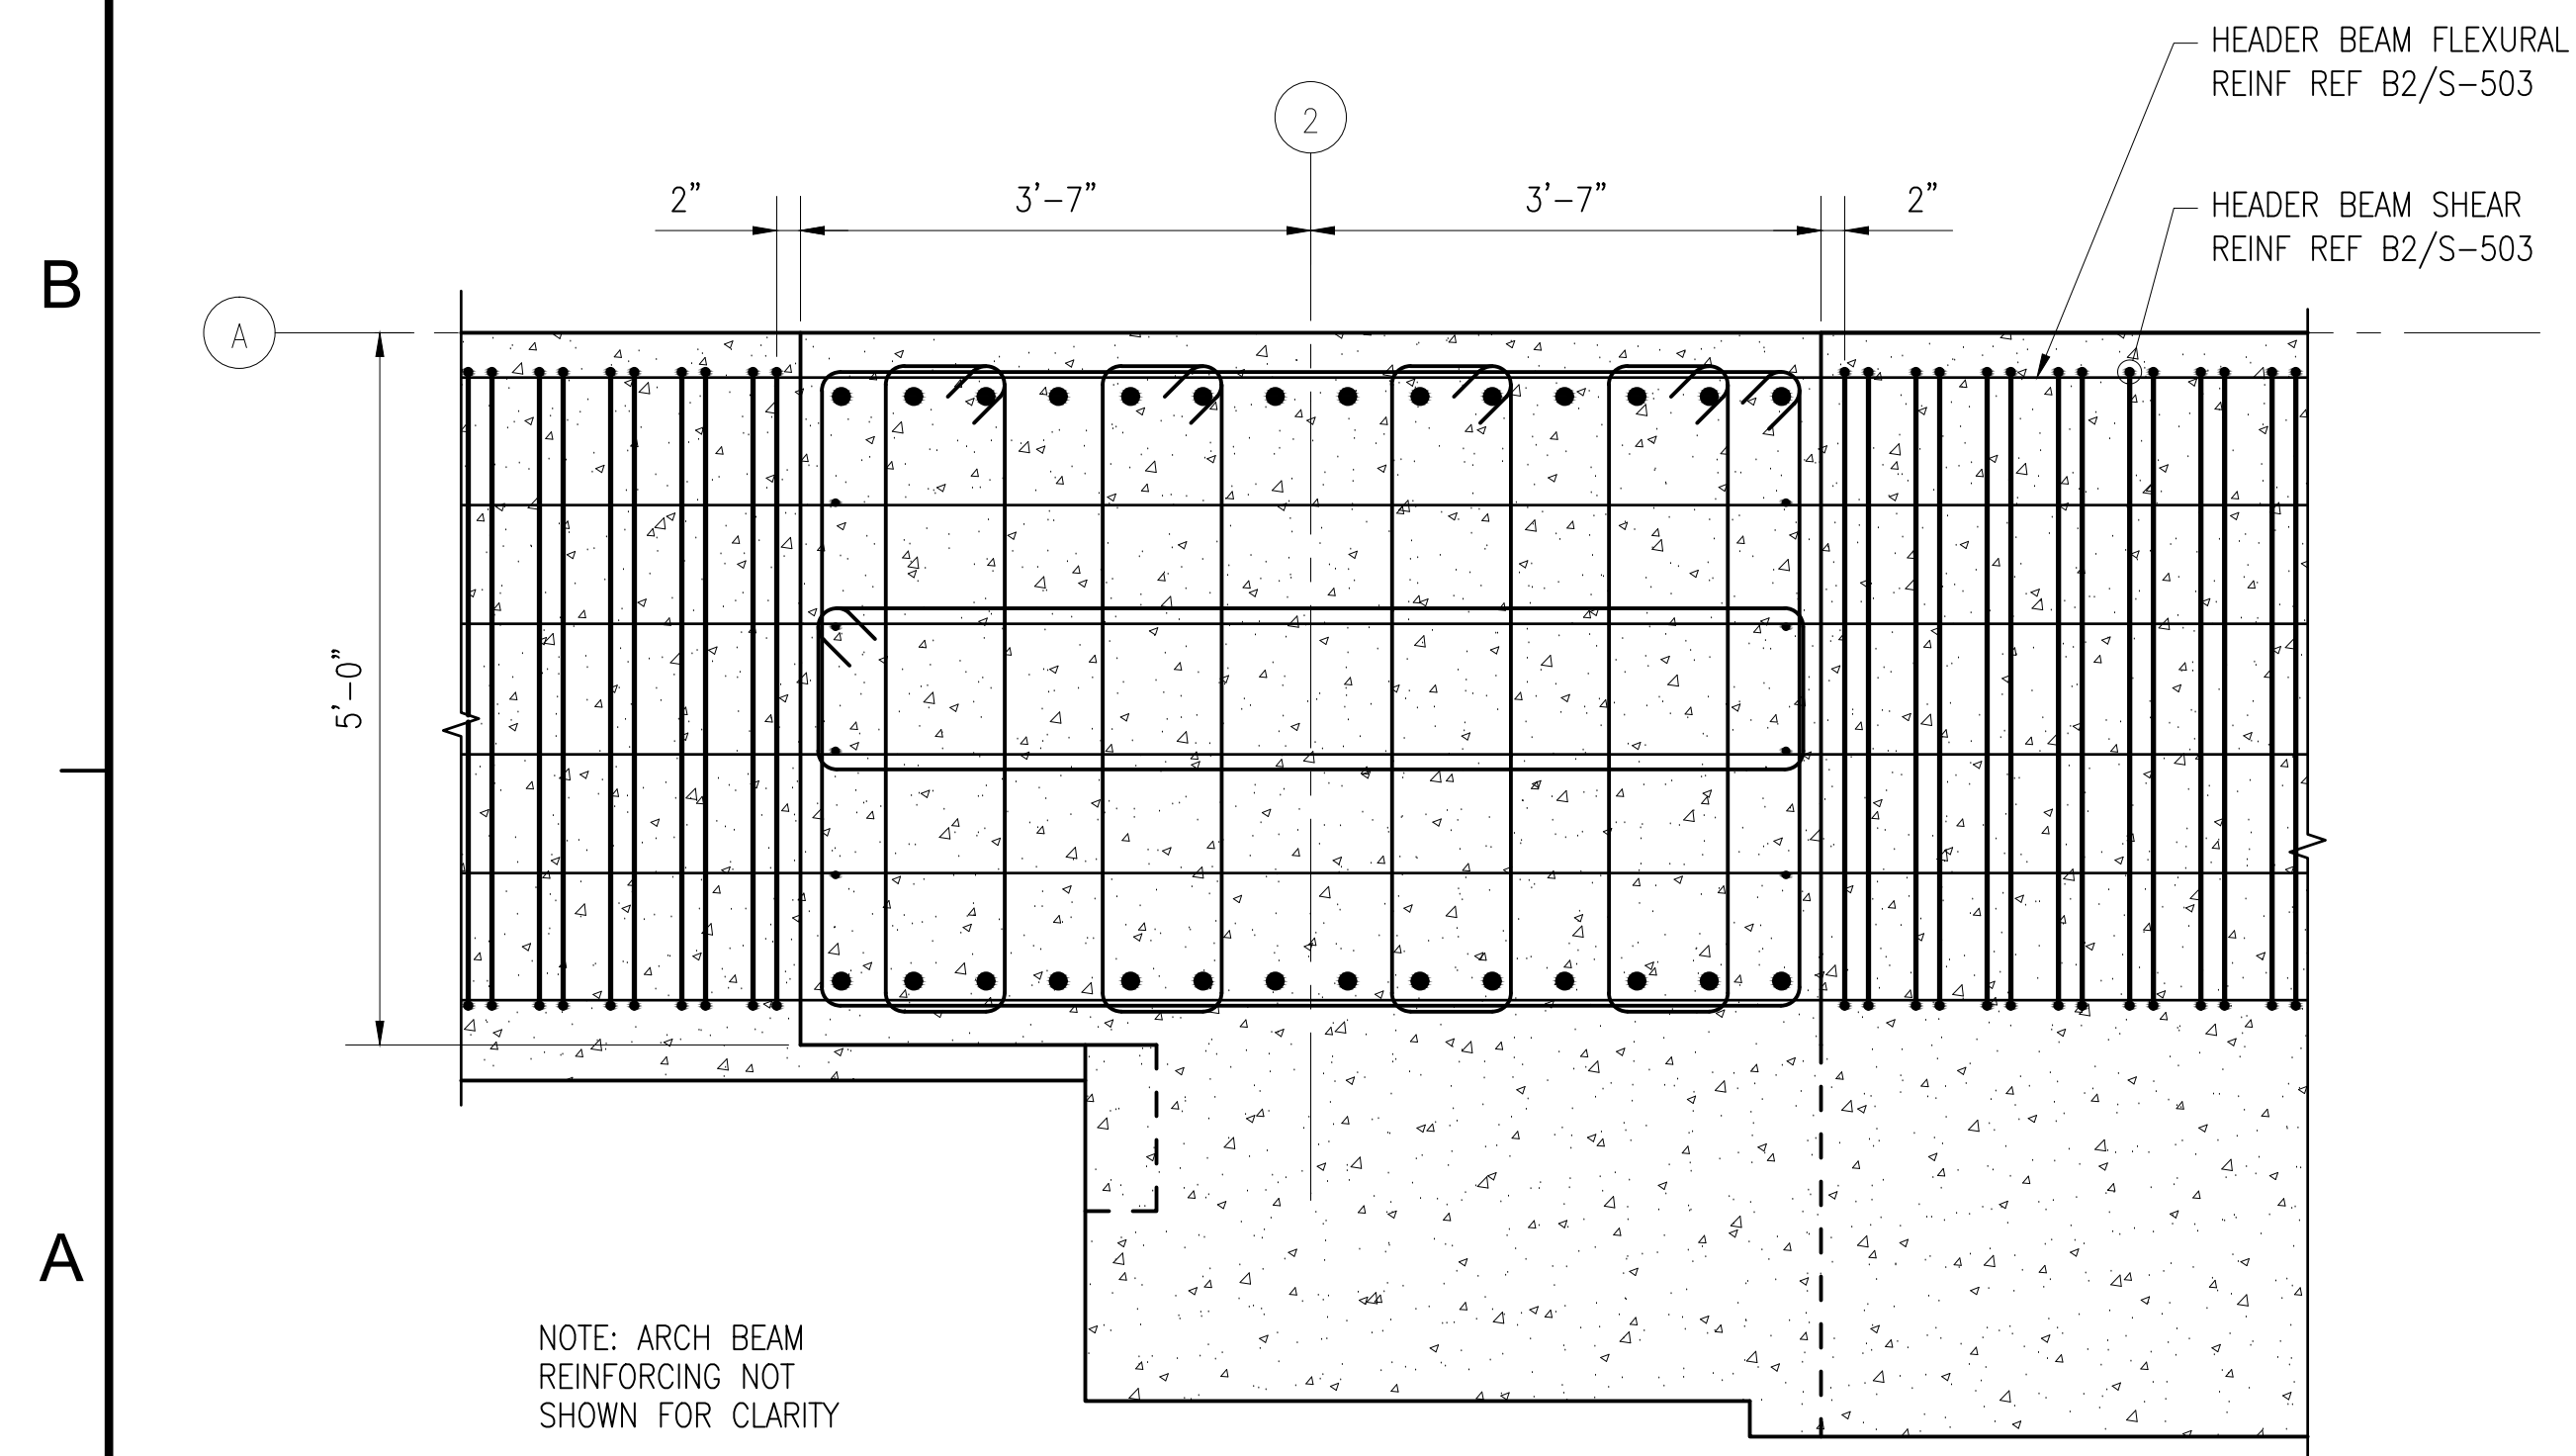 HEADER BEAM FLEXURAL
REINF REF B2/S-503
2
2" 3'-7" 3'-7" 2"
HEADER BEAM SHEAR
REINF REF B2/S-503
B
A
5'-0"
A
NOTE: ARCH BEAM
REINFORCING NOT
SHOWN FOR CLARITY